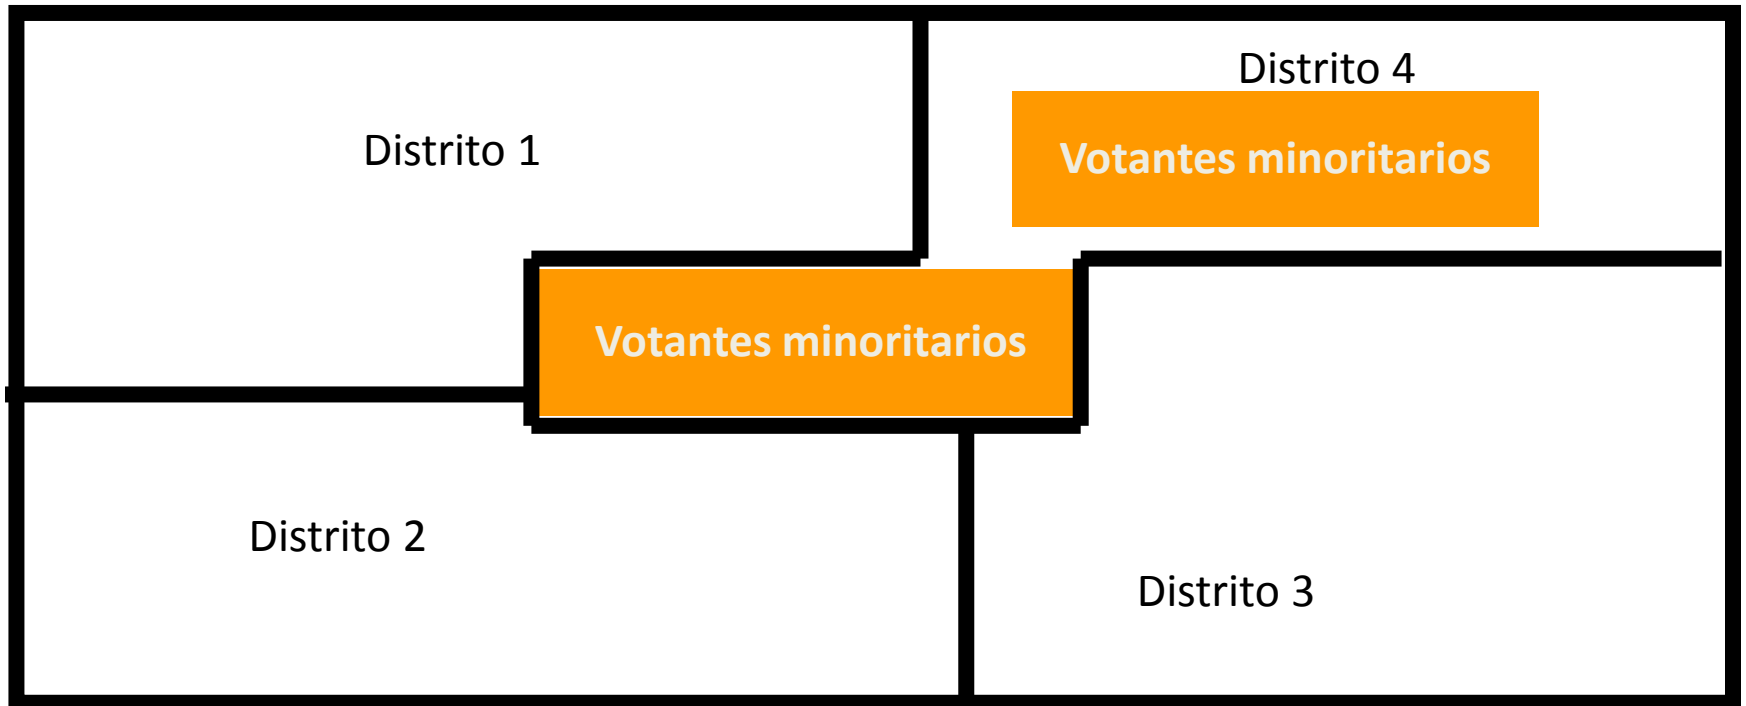 Distrito 4
Distrito 1
Votantes minoritarios
Votantes minoritarios
Distrito 2
Distrito 3